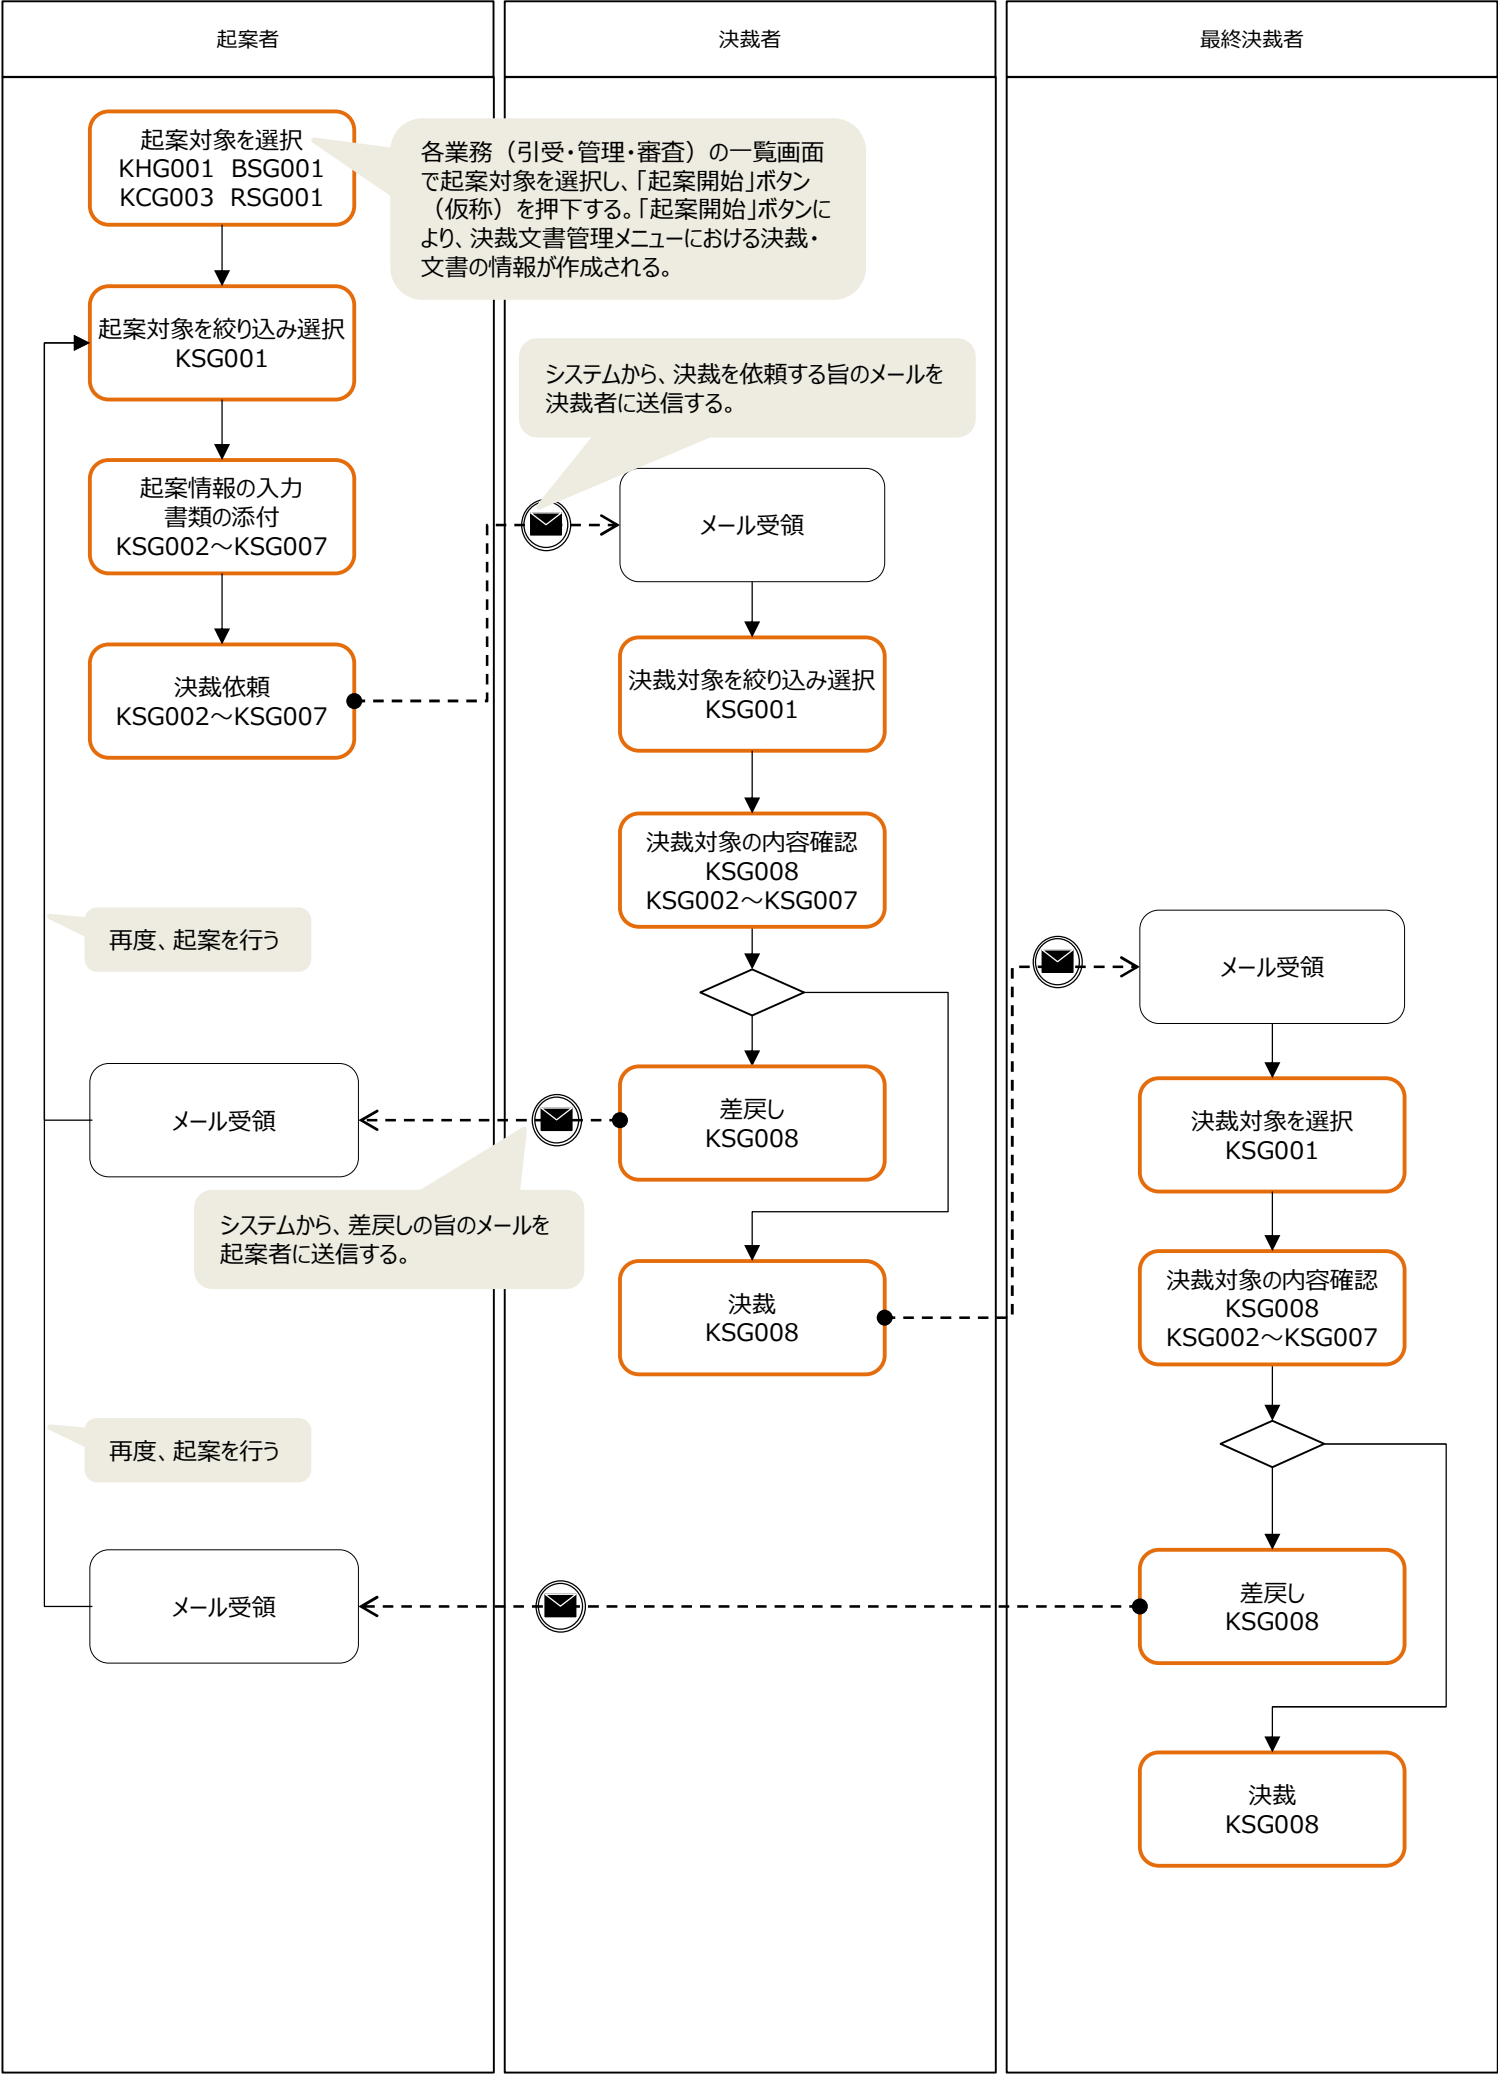 起案者
決裁者
最終決裁者
起案対象を選択
KHG001 BSG001
KCG003 RSG001
各業務（引受・管理・審査）の一覧画面
で起案対象を選択し、「起案開始」ボタン
（仮称）を押下する。「起案開始」ボタンに
より、決裁文書管理メニューにおける決裁・
文書の情報が作成される。
起案対象を絞り込み選択
KSG001
システムから、決裁を依頼する旨のメールを
決裁者に送信する。
起案情報の入力
書類の添付
KSG002～KSG007
メール受領
決裁依頼
KSG002～KSG007
決裁対象を絞り込み選択
KSG001
決裁対象の内容確認
KSG008
KSG002～KSG007
再度、起案を行う
メール受領
メール受領
差戻し
KSG008
決裁対象を選択
KSG001
システムから、差戻しの旨のメールを
起案者に送信する。
決裁
KSG008
決裁対象の内容確認
KSG008
KSG002～KSG007
再度、起案を行う
メール受領
差戻し
KSG008
決裁
KSG008